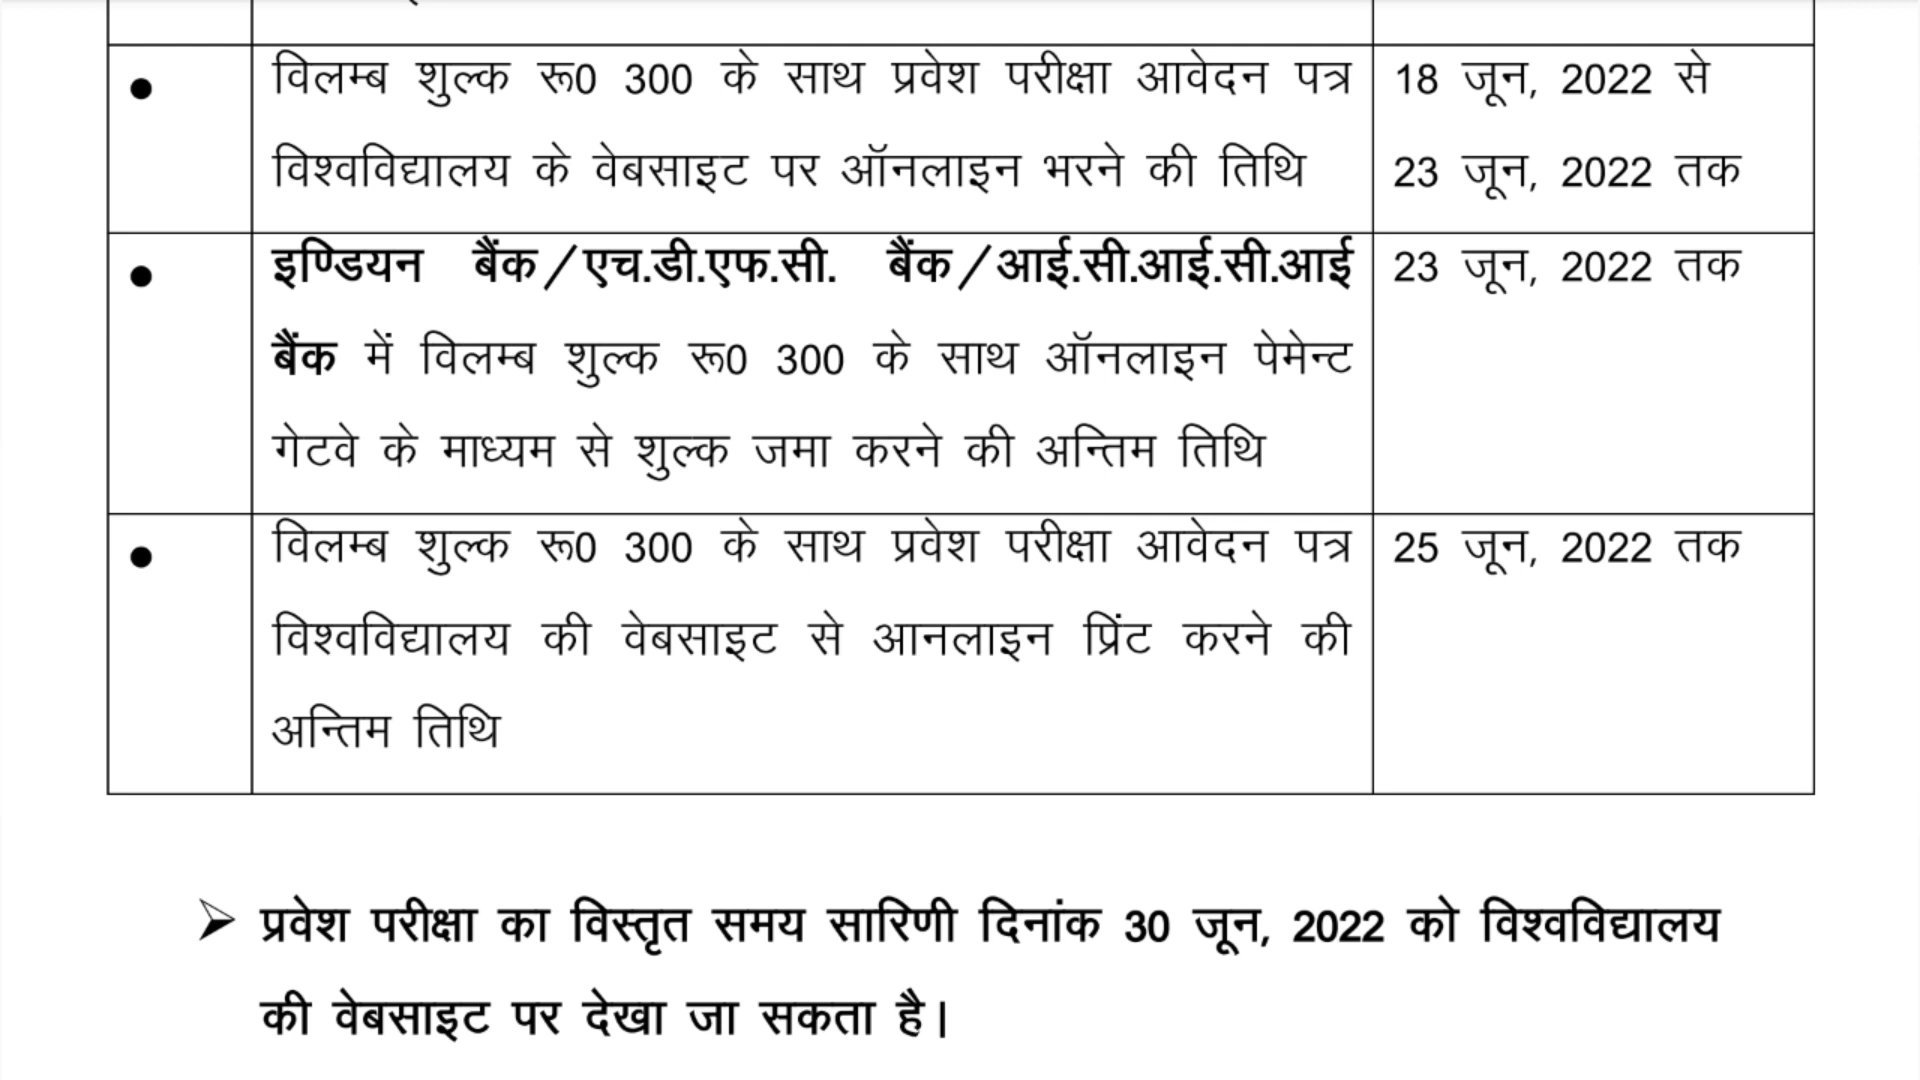 विलम्ब शुल्क रू0 300 के साथ प्रवेश परीक्षा आवेदन पत्र
विश्वविद्यालय के वेबसाइट पर ऑनलाइन भरने की तिथि
18 जून, 2022 से
23 जून, 2022 तक
इण्डियन बैंक/एच.डी.एफ.सी. बैंक/आई.सी.आई.सी.आई
बैंक में विलम्ब शुल्क रू0 300 के साथ ऑनलाइन पेमेन्ट
गेटवे के माध्यम से शुल्क जमा करने की अन्तिम तिथि
23 जून, 2022 तक
विलम्ब शुल्क रू0 300 के साथ प्रवेश परीक्षा आवेदन पत्र
विश्वविद्यालय की वेबसाइट से आनलाइन प्रिंट करने की
अन्तिम तिथि
25 जून, 2022 तक
प्रवेश परीक्षा का विस्तृत समय सारिणी दिनांक 30 जून, 2022 को विश्वविद्यालय
की वेबसाइट पर देखा जा सकता है।